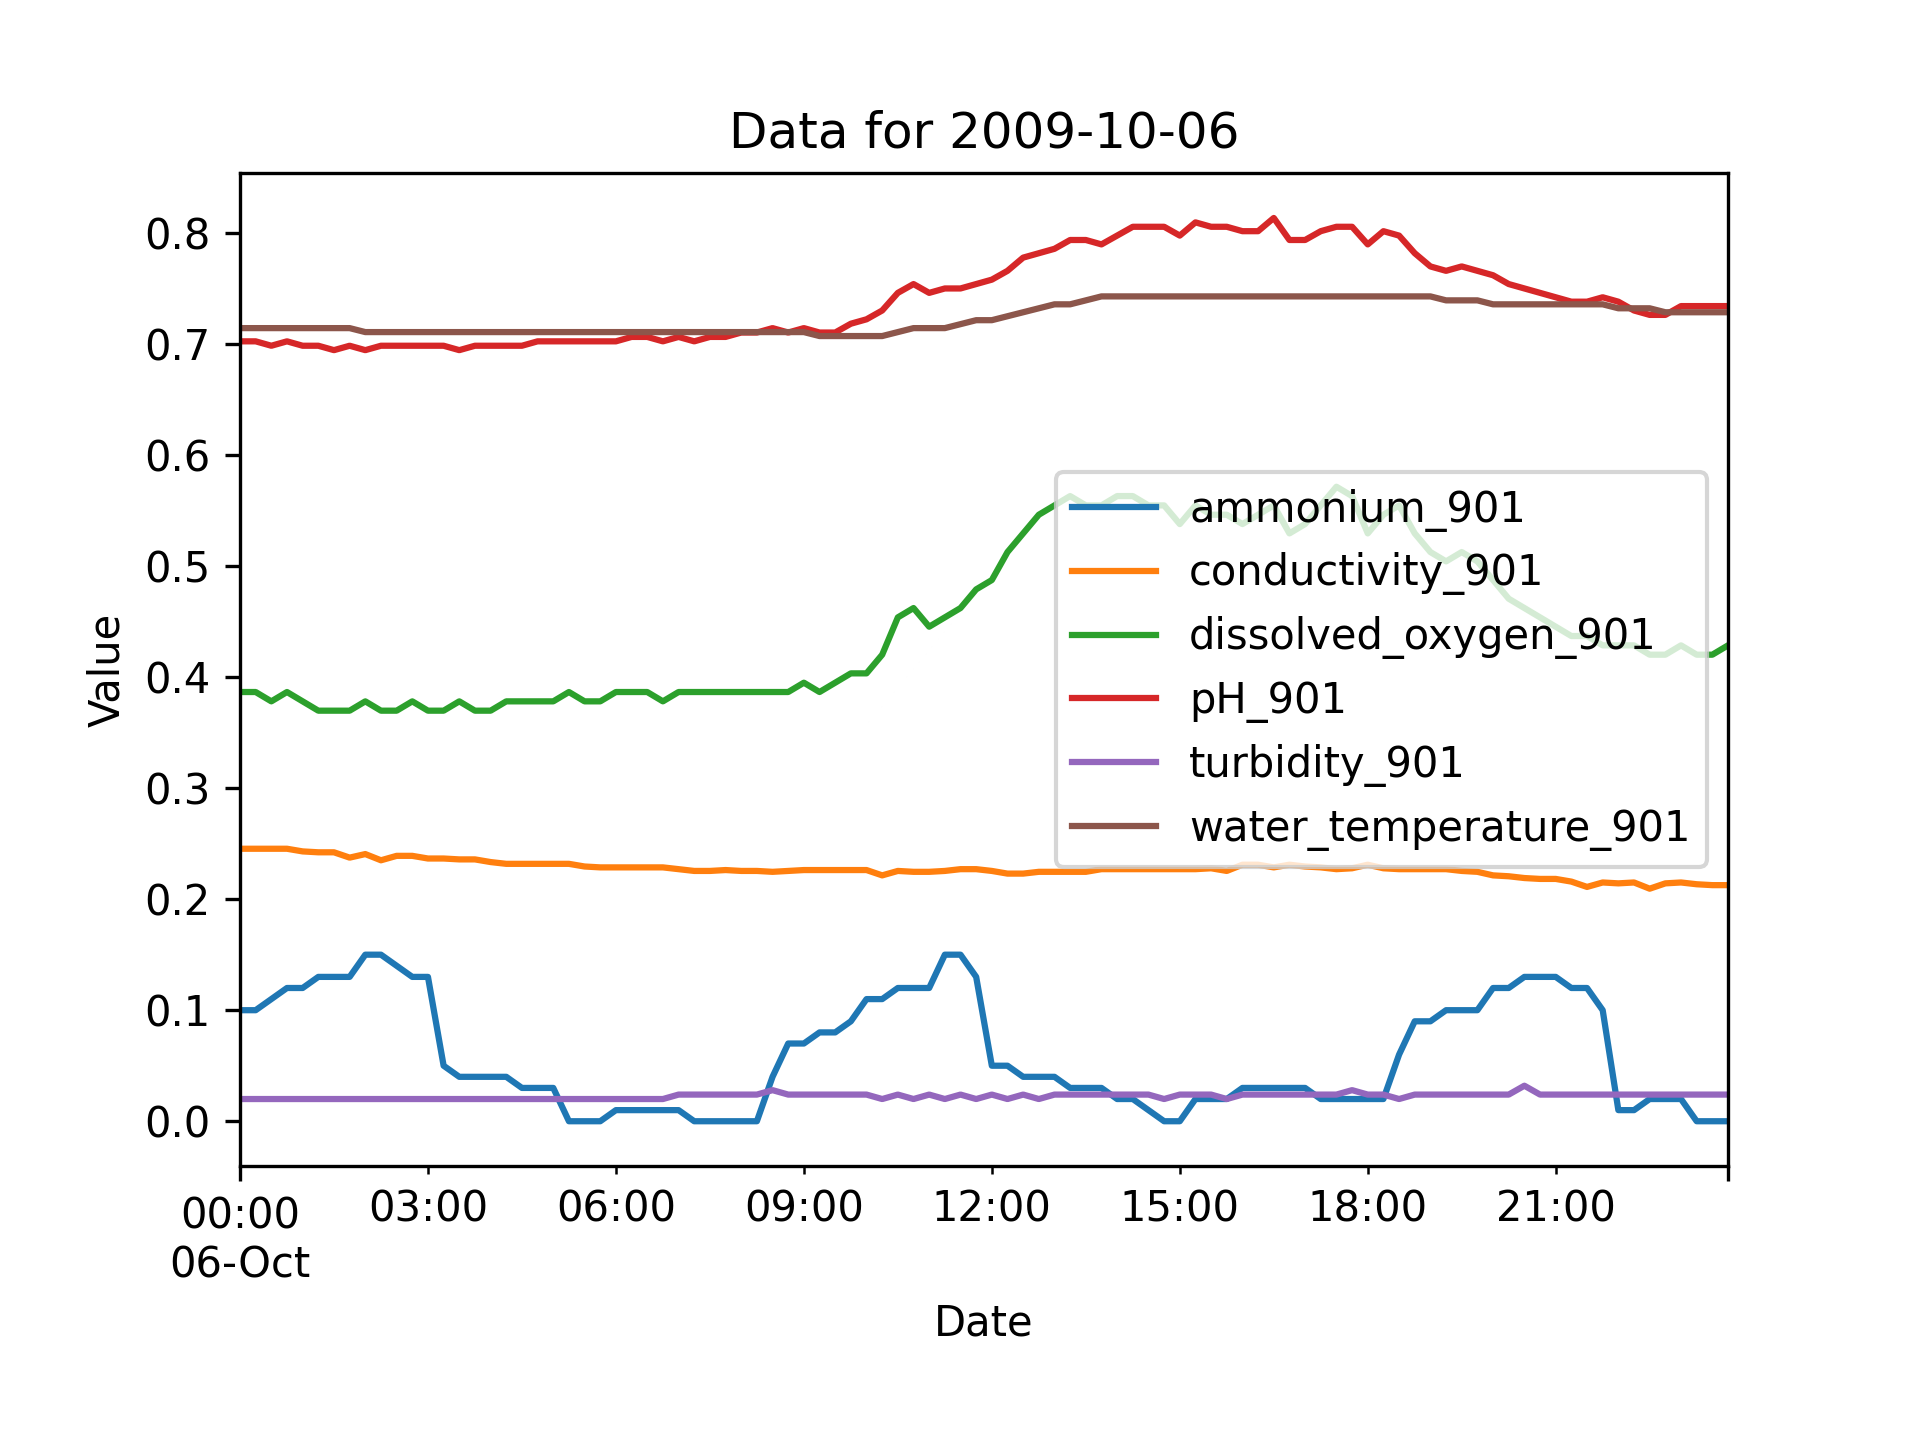 Data for 2009-10-06
Value
0.8
0.7
0.6
0.5
0.4
0.3
0.2
0.1
0.0
ammonium_901
conductivity_901
dissolved_oxygen_901
pH_901
turbidity_901
water_temperature_901
00:00 03:00 06:00 09:00 12:00 15:00 18:00 21:00
06-Oct
Date